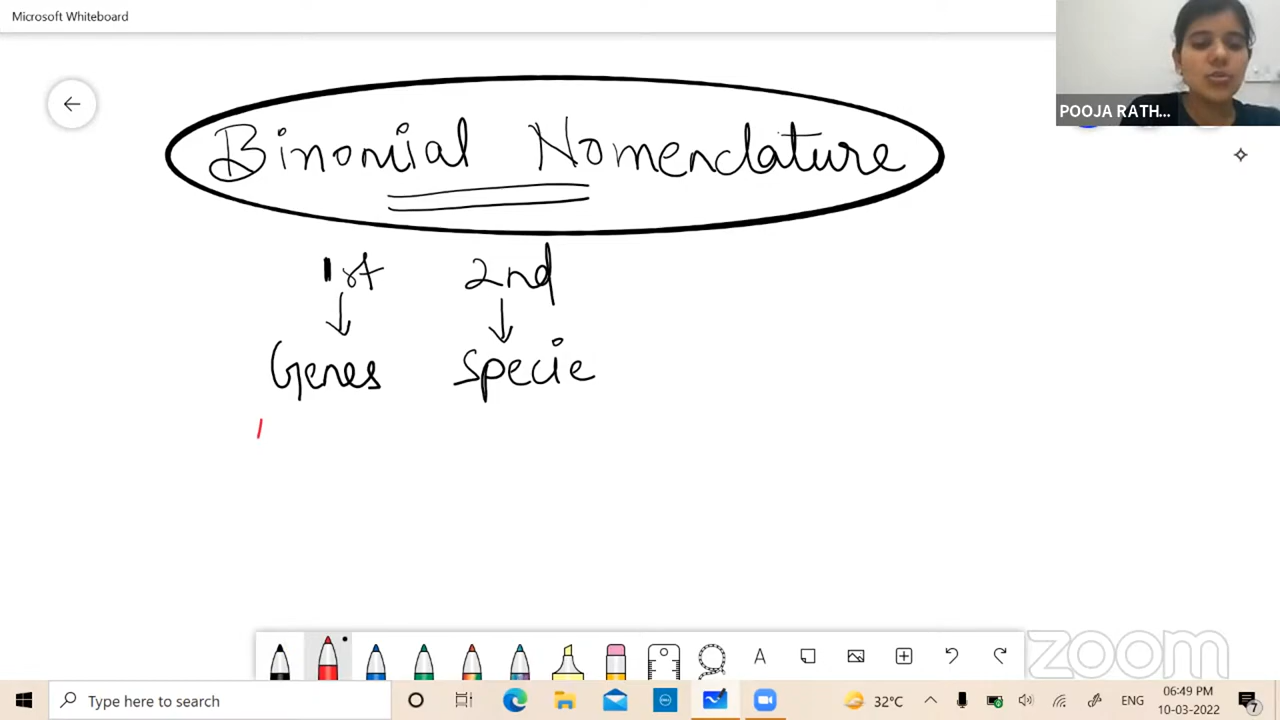 Microsoft Whiteboard
POOJA RATH...
Binomial Nomenclature
1st 2nd
Genes Specie
A
zoom
Type here to search
32°C
ENG
06:49 PM
10-03-2022
7